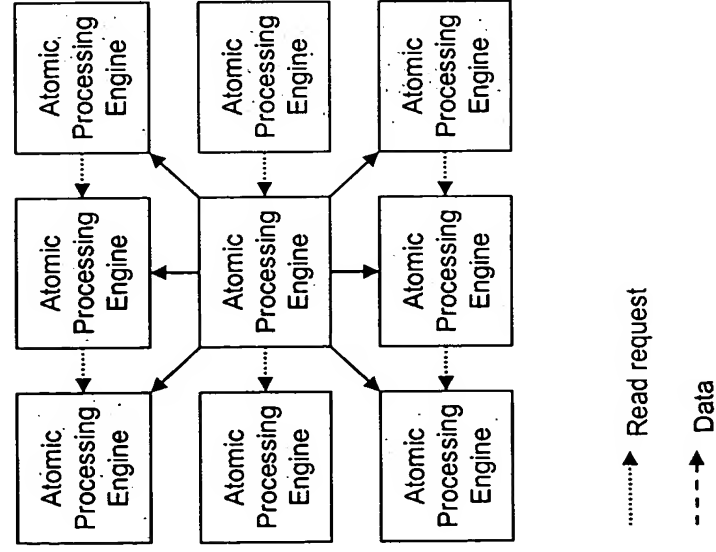 Atomic
Processing
Engine
Atomic
Processing
Engine
Atomic
Processing
Engine
Atomic
Processing
Engine
Atomic
Processing
Engine
Atomic
Processing
Engine
Atomic
Processing
Engine
Atomic
Processing
Engine
Atomic
Processing
Engine
Read request
Data